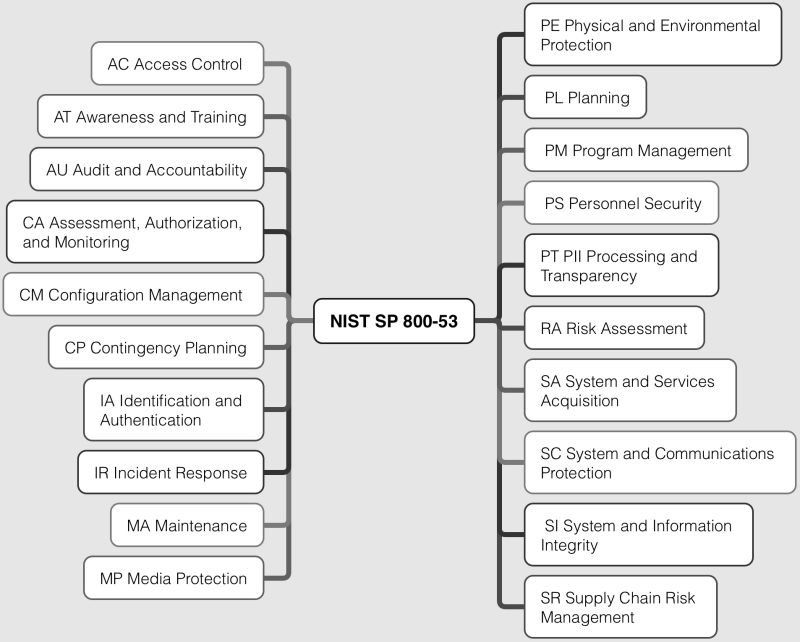 AC Access Control
AT Awareness and Training
AU Audit and Accountability
CA Assessment, Authorization,
and Monitoring
CM Configuration Management
CP Contingency Planning
IA Identification and
Authentication
IR Incident Response
MA Maintenance
MP Media Protection
NIST SP 800-53
PE Physical and Environmental
Protection
PL Planning
PM Program Management
PS Personnel Security
PT PII Processing and
Transparency
RA Risk Assessment
SA System and Services
Acquisition
SC System and Communications
Protection
SI System and Information
Integrity
SR Supply Chain Risk
Management